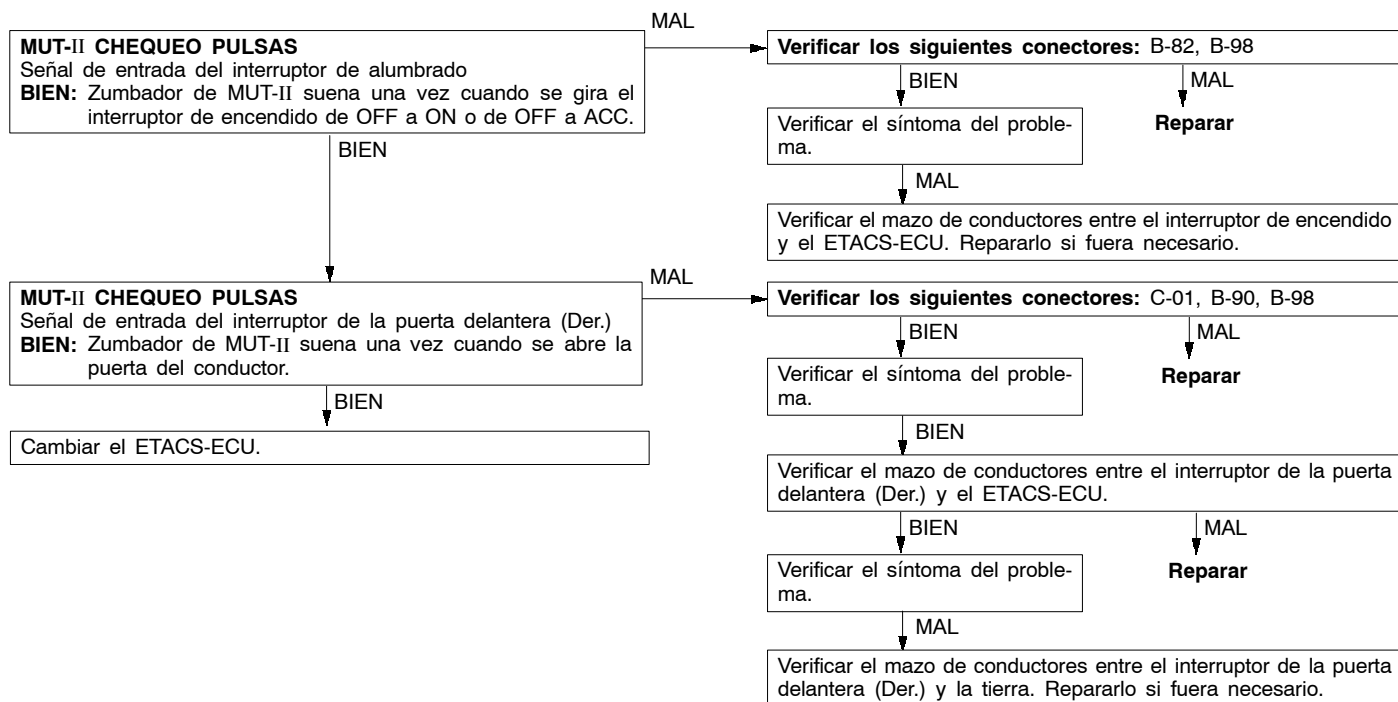 MUT-II CHEQUEO PULSAS
Señal de entrada del interruptor de alumbrado
BIEN: Zumbador de MUT-II suena una vez cuando se gira el
interruptor de encendido de OFF a ON o de OFF a ACC.
MAL
Verificar los siguientes conectores: B-82, B-98
BIEN
MAL
Verificar el síntoma del proble-
ma.
Reparar
MAL
Verificar el mazo de conductores entre el interruptor de encendido
y el ETACS-ECU. Repararlo si fuera necesario.
BIEN
MUT-II CHEQUEO PULSAS
Señal de entrada del interruptor de la puerta delantera (Der.)
BIEN: Zumbador de MUT-II suena una vez cuando se abre la
puerta del conductor.
MAL
Verificar los siguientes conectores: C-01, B-90, B-98
BIEN
MAL
Verificar el síntoma del proble-
ma.
Reparar
BIEN
Verificar el mazo de conductores entre el interruptor de la puerta
delantera (Der.) y el ETACS-ECU.
BIEN
MAL
Verificar el síntoma del proble-
ma.
Reparar
MAL
Verificar el mazo de conductores entre el interruptor de la puerta
delantera (Der.) y la tierra. Repararlo si fuera necesario.
BIEN
Cambiar el ETACS-ECU.